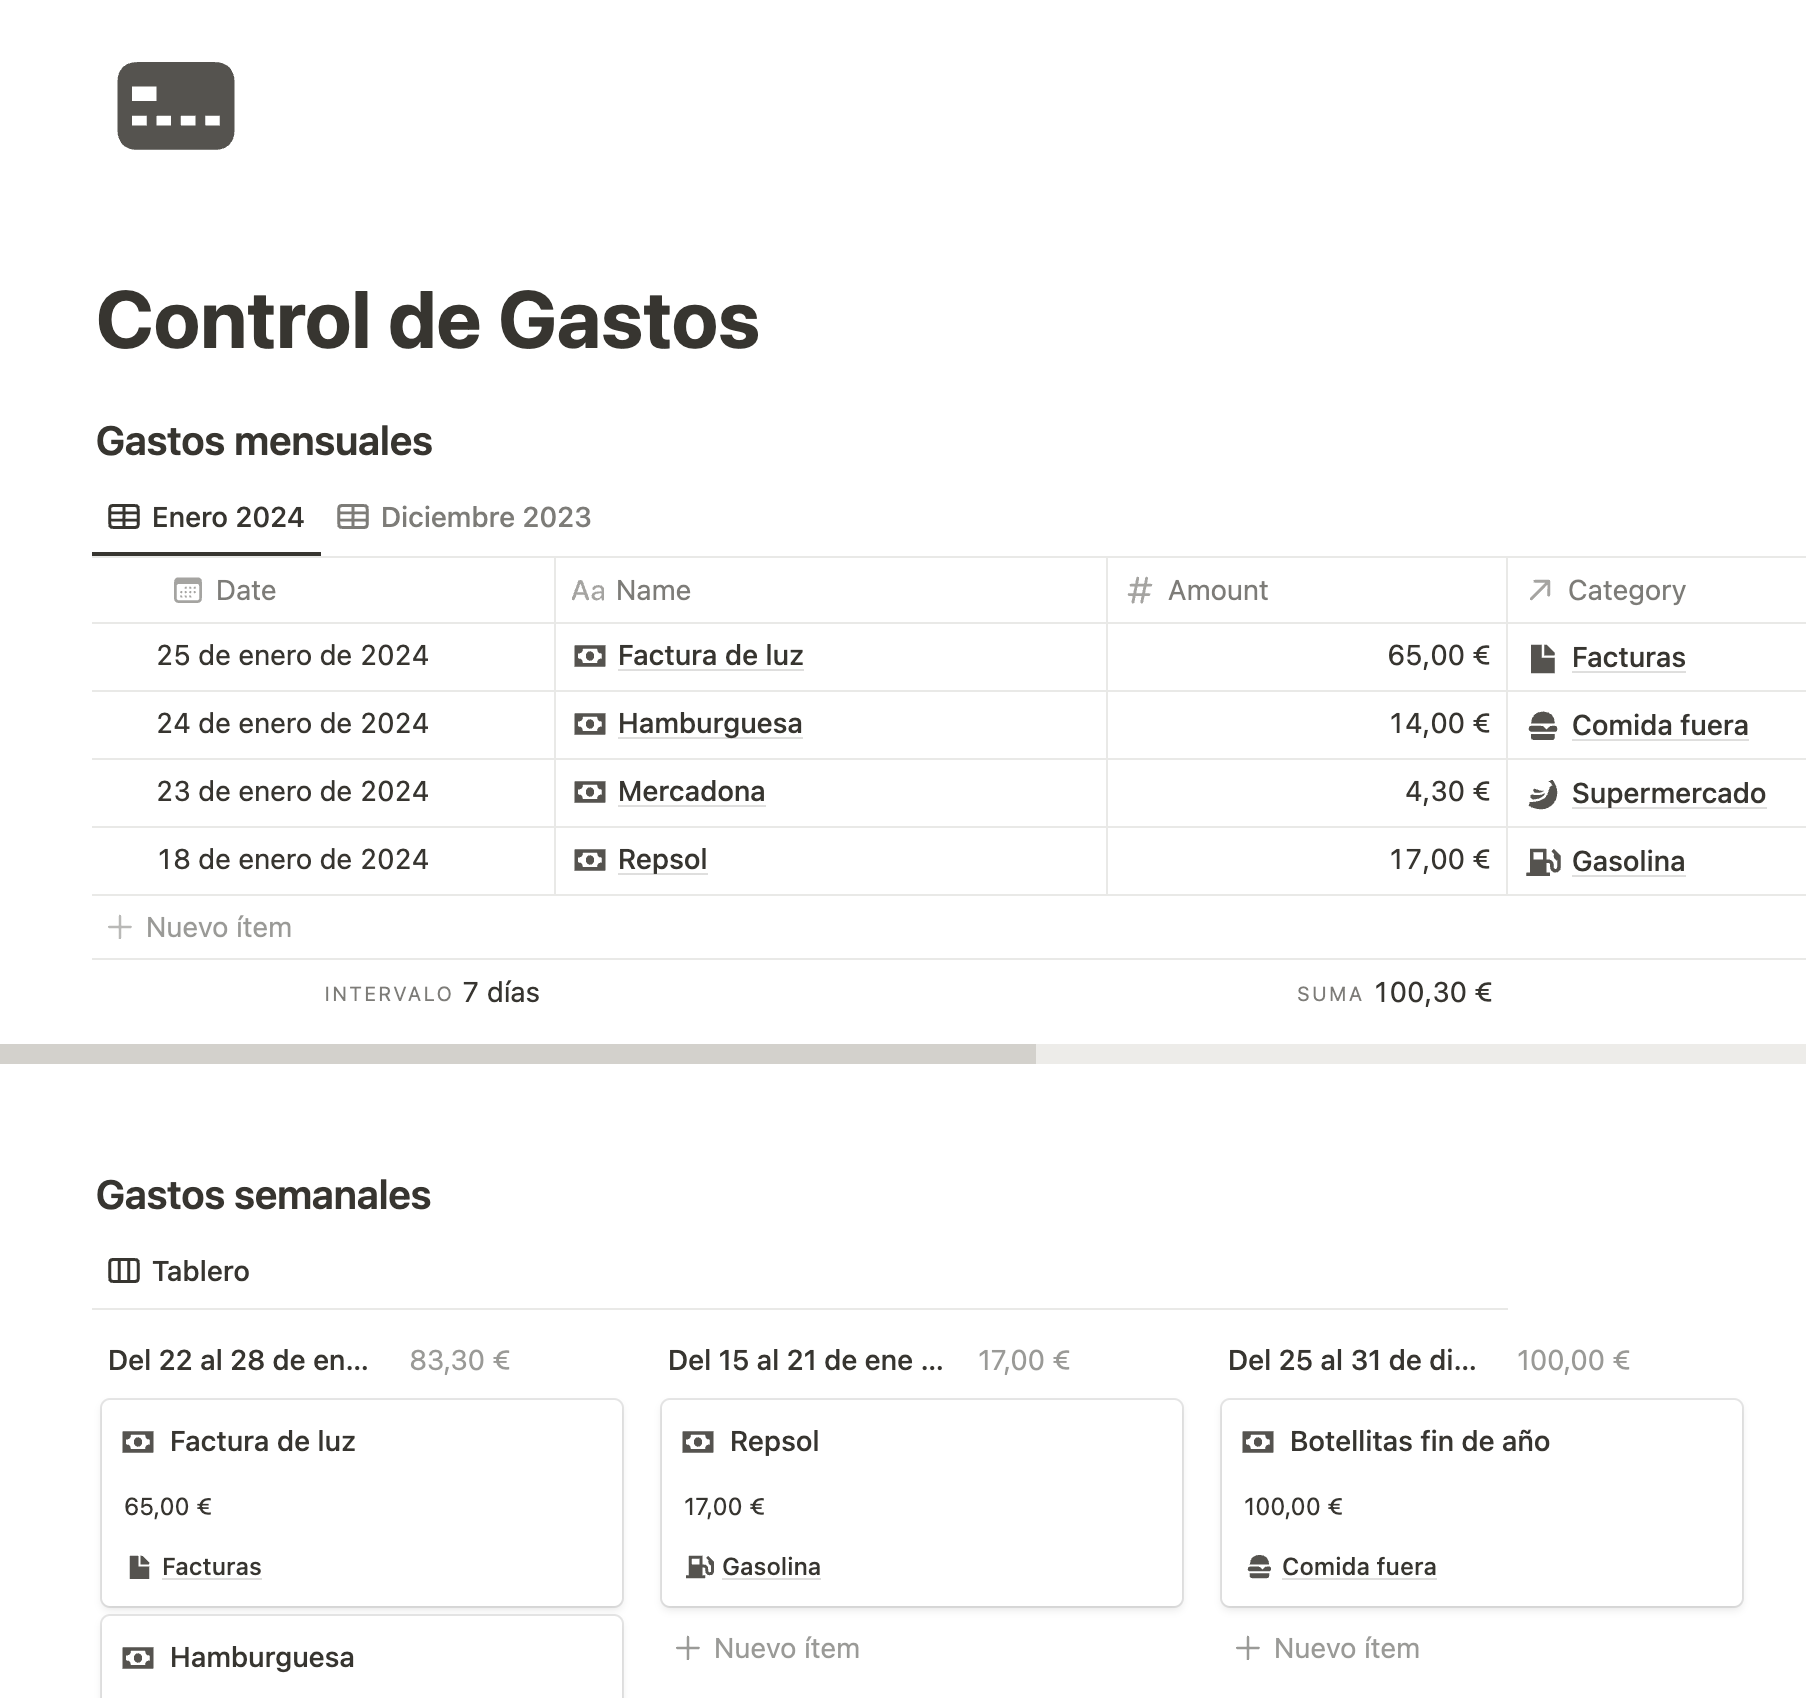 Control de Gastos
Gastos mensuales
Enero 2024 Diciembre 2023
Date Aa Name # Amount Category
25 de enero de 2024 Factura de luz 65,00 € Facturas
24 de enero de 2024 Hamburguesa 14,00 € Comida fuera
23 de enero de 2024 Mercadona 4,30 € Supermercado
18 de enero de 2024 Repsol 17,00 € Gasolina
+ Nuevo ítem
INTERVALO 7 días SUMA 100,30 €
Gastos semanales
Tablero
Del 22 al 28 de en... 83,30 € Del 15 al 21 de ene ... 17,00 € Del 25 al 31 de di... 100,00 €
Factura de luz Repsol Botellitas fin de año
65,00 € 17,00 € 100,00 €
Facturas Gasolina Comida fuera
Hamburguesa + Nuevo ítem + Nuevo ítem